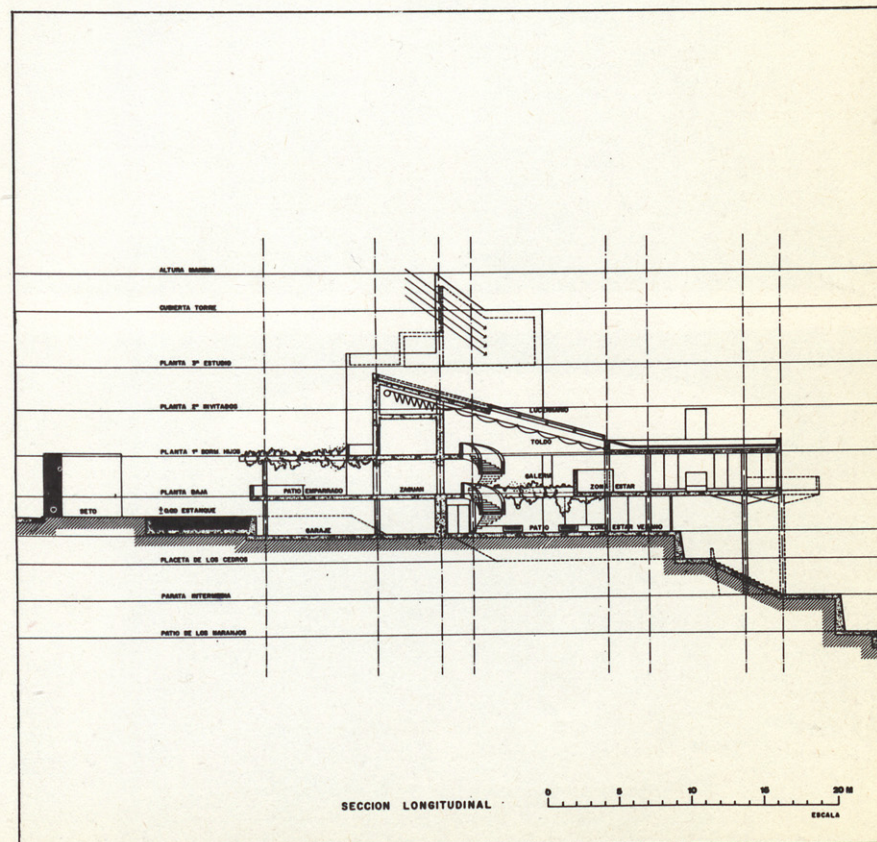 ALTURA MAXIMA
CUBIERTA TORRE
PLANTA 3ª ESTUDIO
PLANTA 2ª INVITADOS
LUCERNARIO
TOLDO
PLANTA 1ª DORM. HIJOS
GALERIA
PLANTA BAJA
PATIO EMPARRADO
ZAGUAN
ZONA ESTAR
SETO
±0.00 ESTANQUE
GARAJE
PATIO
ZONA ESTAR VERANO
PLACETA DE LOS CEDROS
PARATA INTERMEDIA
PATIO DE LOS NARANJOS
SECCION LONGITUDINAL
0 5 10 15 20 M
ESCALA